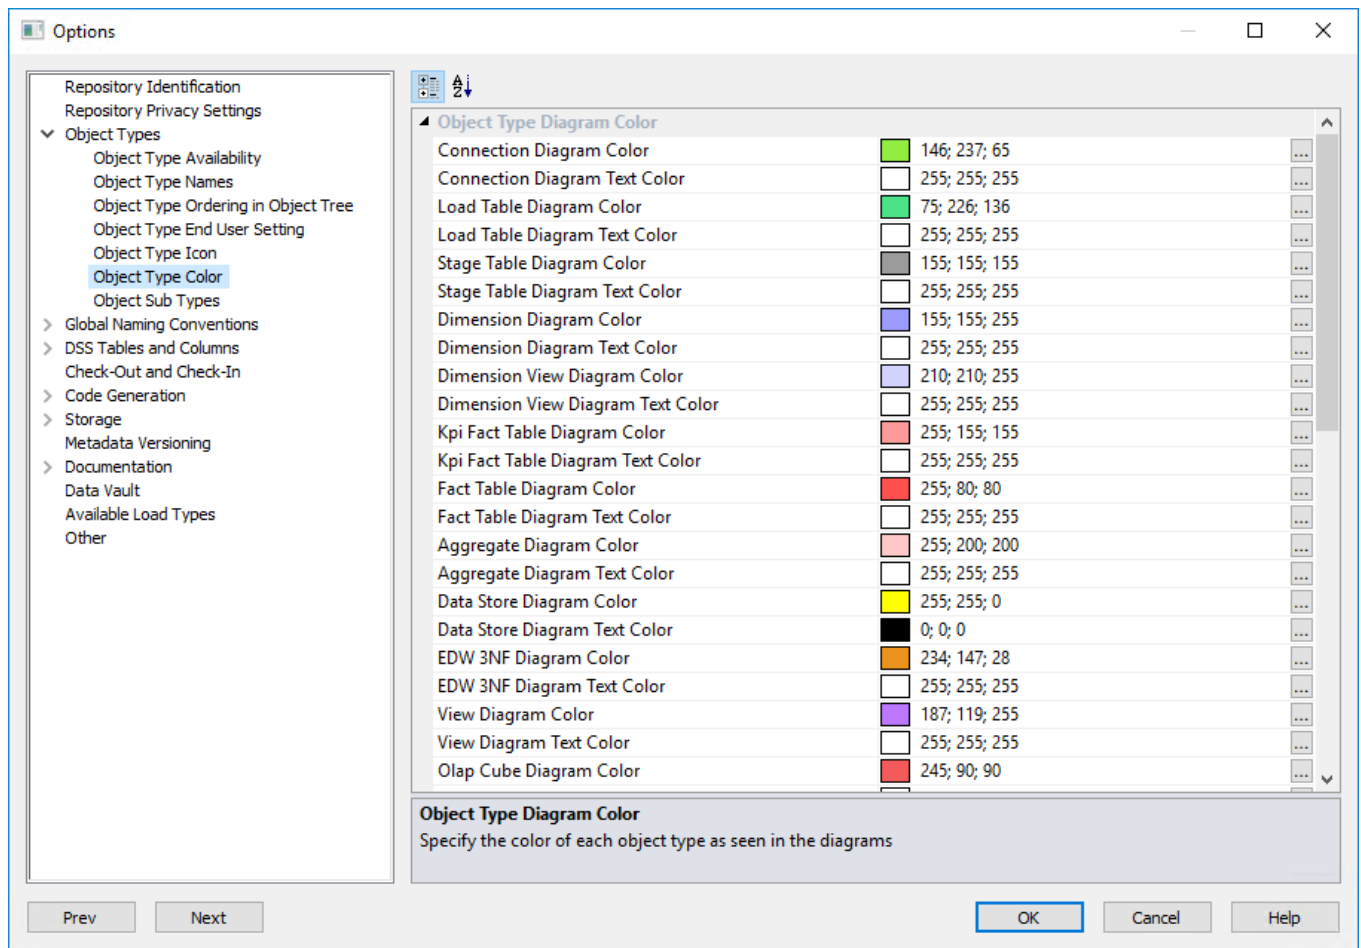 Options
Repository Identification
Repository Privacy Settings
Object Types
Object Type Availability
Object Type Names
Object Type Ordering in Object Tree
Object Type End User Setting
Object Type Icon
Object Type Color
Object Sub Types
Global Naming Conventions
DSS Tables and Columns
Check-Out and Check-In
Code Generation
Storage
Metadata Versioning
Documentation
Data Vault
Available Load Types
Other
A
Z
Object Type Diagram Color
Connection Diagram Color 146; 237; 65 ...
Connection Diagram Text Color 255; 255; 255 ...
Load Table Diagram Color 75; 226; 136 ...
Load Table Diagram Text Color 255; 255; 255 ...
Stage Table Diagram Color 155; 155; 155 ...
Stage Table Diagram Text Color 255; 255; 255 ...
Dimension Diagram Color 155; 155; 255 ...
Dimension Diagram Text Color 255; 255; 255 ...
Dimension View Diagram Color 210; 210; 255 ...
Dimension View Diagram Text Color 255; 255; 255 ...
Kpi Fact Table Diagram Color 255; 155; 155 ...
Kpi Fact Table Diagram Text Color 255; 255; 255 ...
Fact Table Diagram Color 255; 80; 80 ...
Fact Table Diagram Text Color 255; 255; 255 ...
Aggregate Diagram Color 255; 200; 200 ...
Aggregate Diagram Text Color 255; 255; 255 ...
Data Store Diagram Color 255; 255; 0 ...
Data Store Diagram Text Color 0; 0; 0 ...
EDW 3NF Diagram Color 234; 147; 28 ...
EDW 3NF Diagram Text Color 255; 255; 255 ...
View Diagram Color 187; 119; 255 ...
View Diagram Text Color 255; 255; 255 ...
Olap Cube Diagram Color 245; 90; 90 ...
Object Type Diagram Color
Specify the color of each object type as seen in the diagrams
Prev Next OK Cancel Help